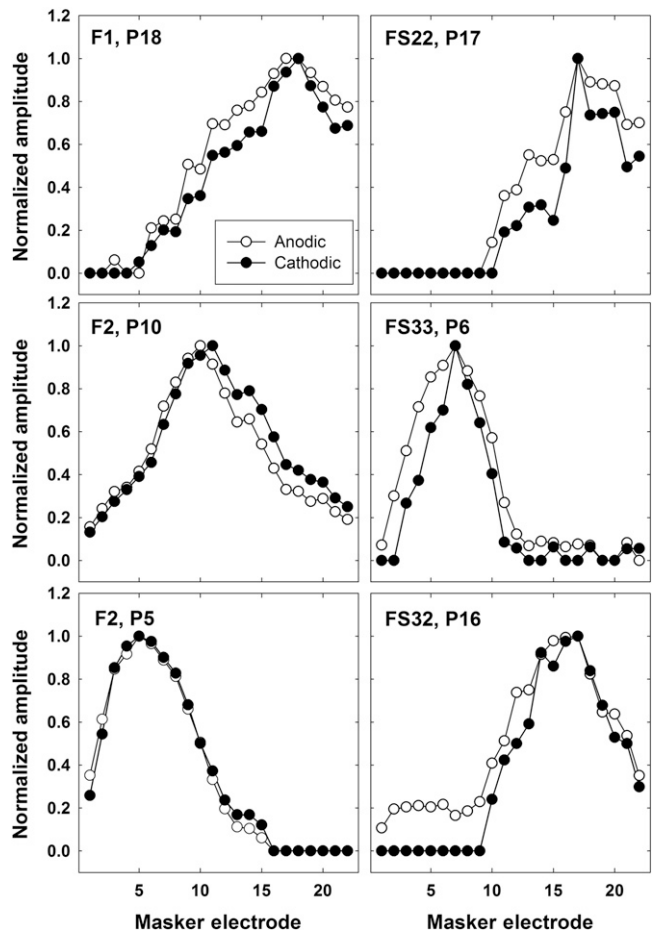 F1, P18
Normalized amplitude
1.2
1.0
0.8
0.6
0.4
0.2
0.0
Anodic
Cathodic
FS22, P17
F2, P10
Normalized amplitude
1.2
1.0
0.8
0.6
0.4
0.2
0.0
FS33, P6
F2, P5
Normalized amplitude
1.2
1.0
0.8
0.6
0.4
0.2
0.0
FS32, P16
5 10 15 20
5 10 15 20
Masker electrode
Masker electrode